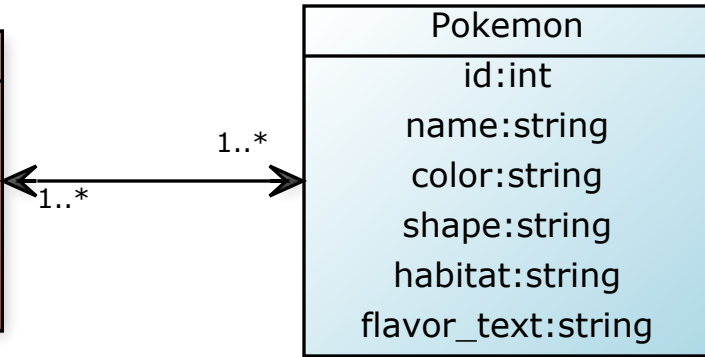 Pokemon
id:int
name:string
1..*
color:string
1..*
shape:string
habitat:string
flavor_text:string